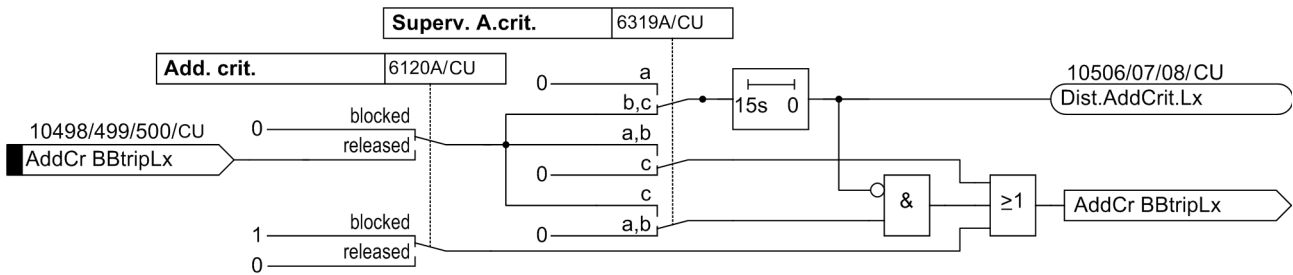 Superv. A.crit. 6319A/CU
Add. crit. 6120A/CU
0 a
b,c
15s 0
10506/07/08/CU
Dist.AddCrit.Lx
10498/499/500/CU
AddCr BBtripLx
0 blocked
released
a,b
0 c
c
0 a,b
&
≥1
AddCr BBtripLx
1 blocked
0 released